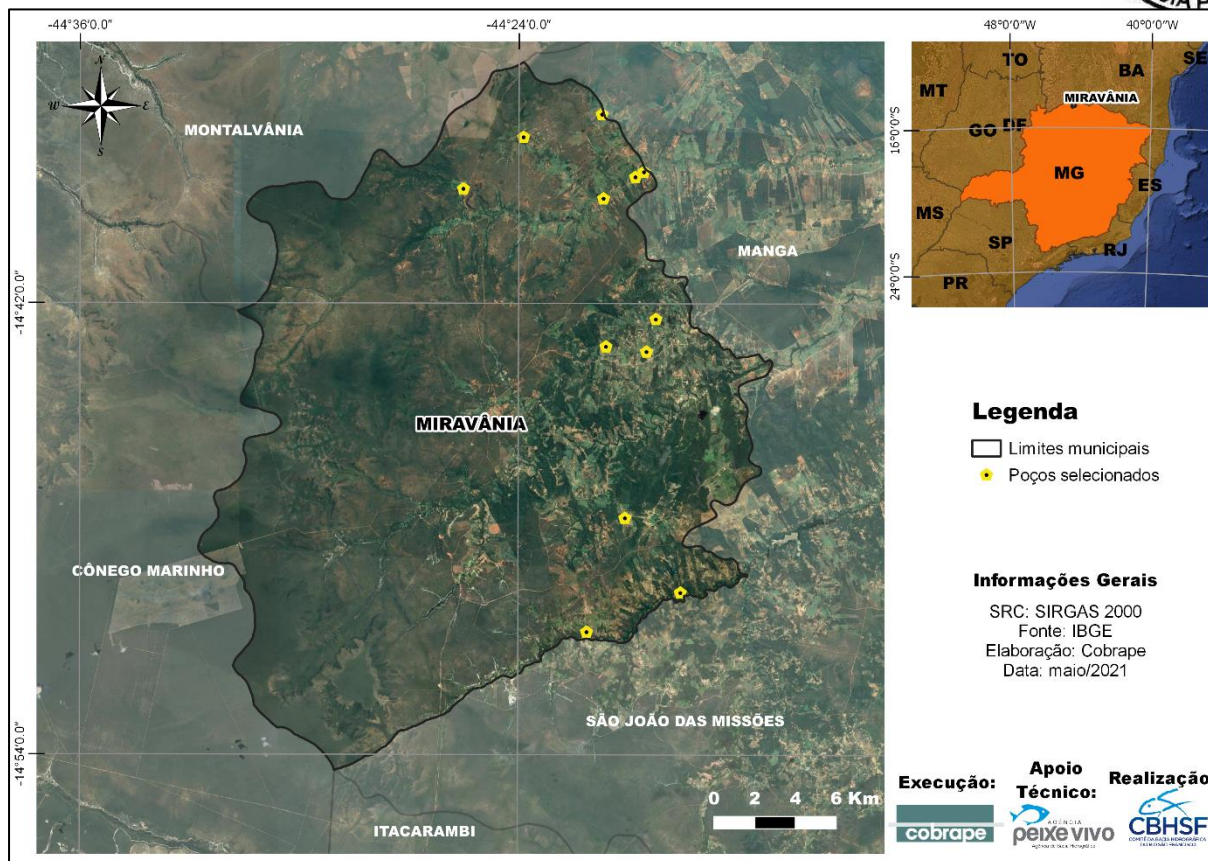 -44°36'0.0"
-44°24'0.0"
48°0'0"W
40°0'0"W
N
W
E
S
MONTALVÂNIA
MANGA
-14°42'0.0"
MIRAVÂNIA
CÔNEGO MARINHO
SÃO JOÃO DAS MISSÕES
-14°54'0.0"
ITACARAMBI
0 2 4 6 Km
TO
BA
SE
MT
MIRAVÂNIA
GO
DF
16°0'0"S
MG
ES
MS
SP
RJ
PR
24°0'0"S
Legenda
Limites municipais
Poços selecionados
Informações Gerais
SRC: SIRGAS 2000
Fonte: IBGE
Elaboração: Cobrape
Data: maio/2021
Execução:
Apoio
Técnico:
Realização
cobrape
AGÊNCIA
peixe vivo
CBHSF